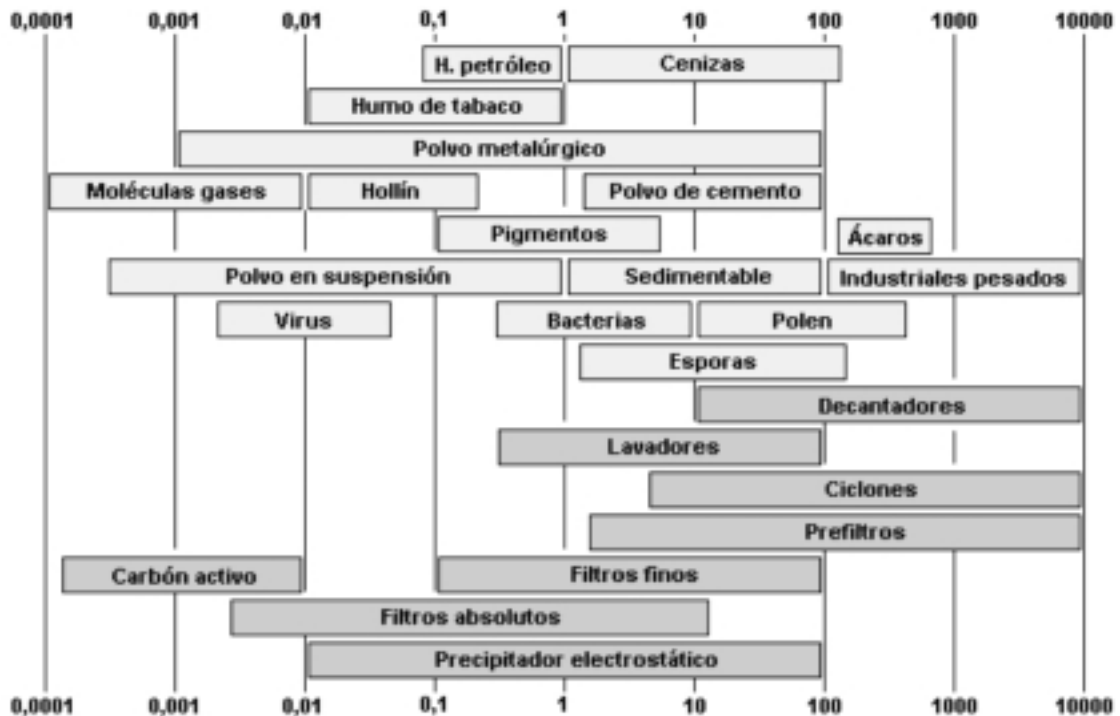 0,0001 0,001 0,01 0,1 1 10 100 1000 10000
H. petróleo Cenizas
Humo de tabaco
Polvo metalúrgico
Moléculas gases Hollín Polvo de cemento
Pigmentos Ácaros
Polvo en suspensión Sedimentable Industriales pesados
Virus Bacterias Polen
Esporas
Decantadores
Lavadores
Ciclones
Prefiltros
Carbón activo Filtros finos
Filtros absolutos
Precipitador electrostático
0,0001 0,001 0,01 0,1 1 10 100 1000 10000